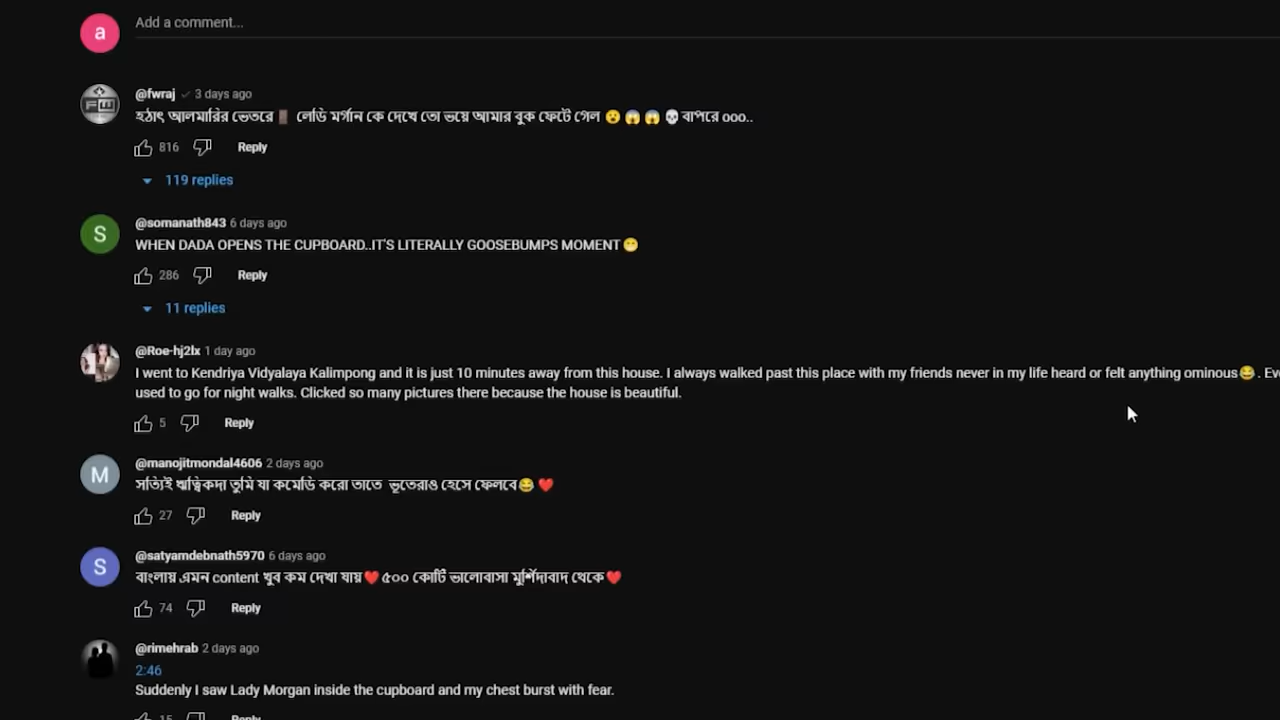 a
Add a comment...
FW
@fwraj 3 days ago
হঠাৎ আলমারির ভেতরে🚪 লেডি মর্গান কে দেখে তো ভয়ে আমার বুক ফেটে গেল 😮😱😱💀বাপরে ooo..
816 Reply
119 replies
S
@somanath843 6 days ago
WHEN DADA OPENS THE CUPBOARD..IT'S LITERALLY GOOSEBUMPS MOMENT😁
286 Reply
11 replies
@Roe-hj2lx 1 day ago
I went to Kendriya Vidyalaya Kalimpong and it is just 10 minutes away from this house. I always walked past this place with my friends never in my life heard or felt anything ominous😂.
used to go for night walks. Clicked so many pictures there because the house is beautiful.
5 Reply
M
@manojitmondal4606 2 days ago
সত্যিই ঋত্বিকদা তুমি যা কমেডি করো তাতে ভূতেরাও হেসে ফেলবে😂❤️
27 Reply
S
@satyamdebnath5970 6 days ago
বাংলায় এমন content খুব কম দেখা যায়❤️৫০০ কোটি ভালোবাসা মুর্শিদাবাদ থেকে❤️
74 Reply
@rimehrab 2 days ago
2:46
Suddenly I saw Lady Morgan inside the cupboard and my chest burst with fear.
15 Reply